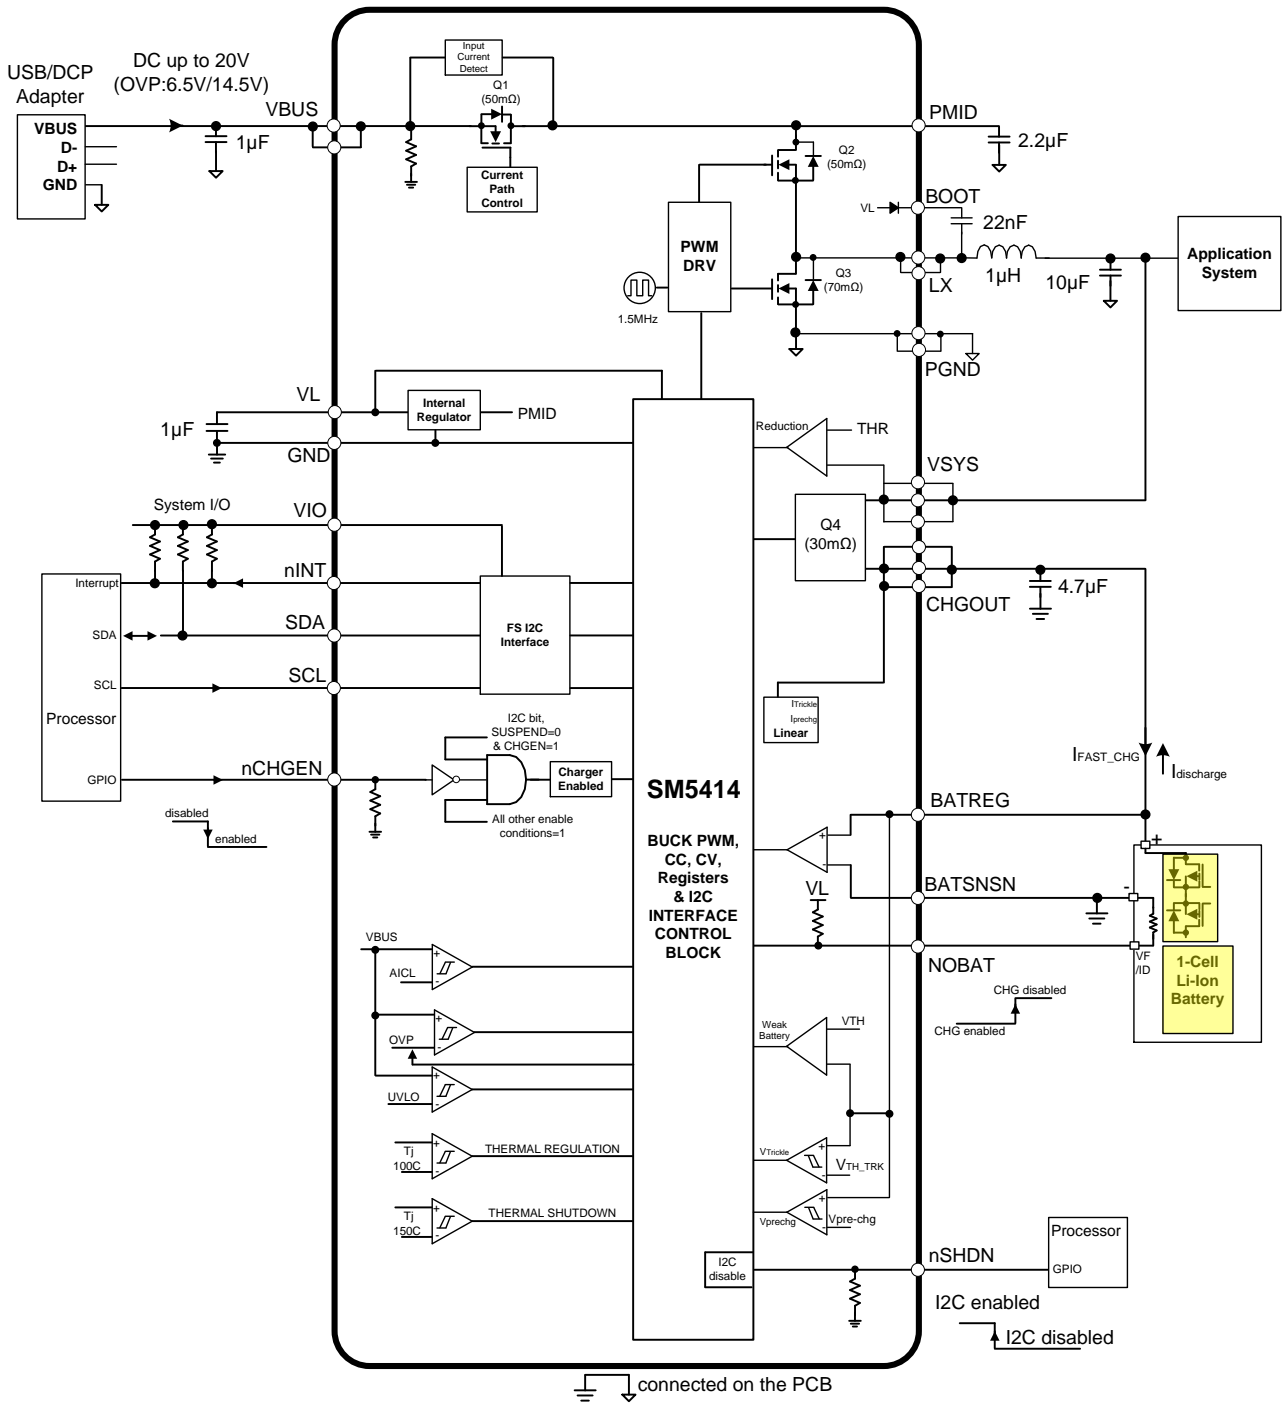 USB/DCP
Adapter
VBUS
D-
D+
GND
DC up to 20V
(OVP:6.5V/14.5V)
1µF
VBUS
Input
Current
Detect
Q1
(50mΩ)
Current
Path
Control
PMID
2.2µF
Q2
(50mΩ)
VL
BOOT
22nF
PWM
DRV
1.5MHz
Q3
(70mΩ)
LX
1µH
10µF
Application
System
PGND
VL
1µF
GND
Internal
Regulator
PMID
Reduction
THR
VSYS
Q4
(30mΩ)
CHGOUT
4.7µF
System I/O
VIO
nINT
SDA
SCL
Interrupt
SDA
SCL
Processor
GPIO
FS I2C
Interface
ITrickle
Iprechg
Linear
I2C bit,
SUSPEND=0
& CHGEN=1
nCHGEN
Charger
Enabled
All other enable
conditions=1
disabled
enabled
SM5414
BUCK PWM,
CC, CV,
Registers
& I2C
INTERFACE
CONTROL
BLOCK
IFAST_CHG
Idischarge
BATREG
+
-
+
BATSNSN
-
VL
NOBAT
VF
/ID
1-Cell
Li-Ion
Battery
CHG disabled
CHG enabled
VBUS
+
AICL
-
+
OVP
-
+
UVLO
-
+
Tj
100C
-
THERMAL REGULATION
+
Tj
150C
-
THERMAL SHUTDOWN
Weak
Battery
VTH
VTrickle
+
-
VTH_TRK
Vprechg
+
-
Vpre-chg
I2C
disable
nSHDN
Processor
GPIO
I2C enabled
I2C disabled
connected on the PCB